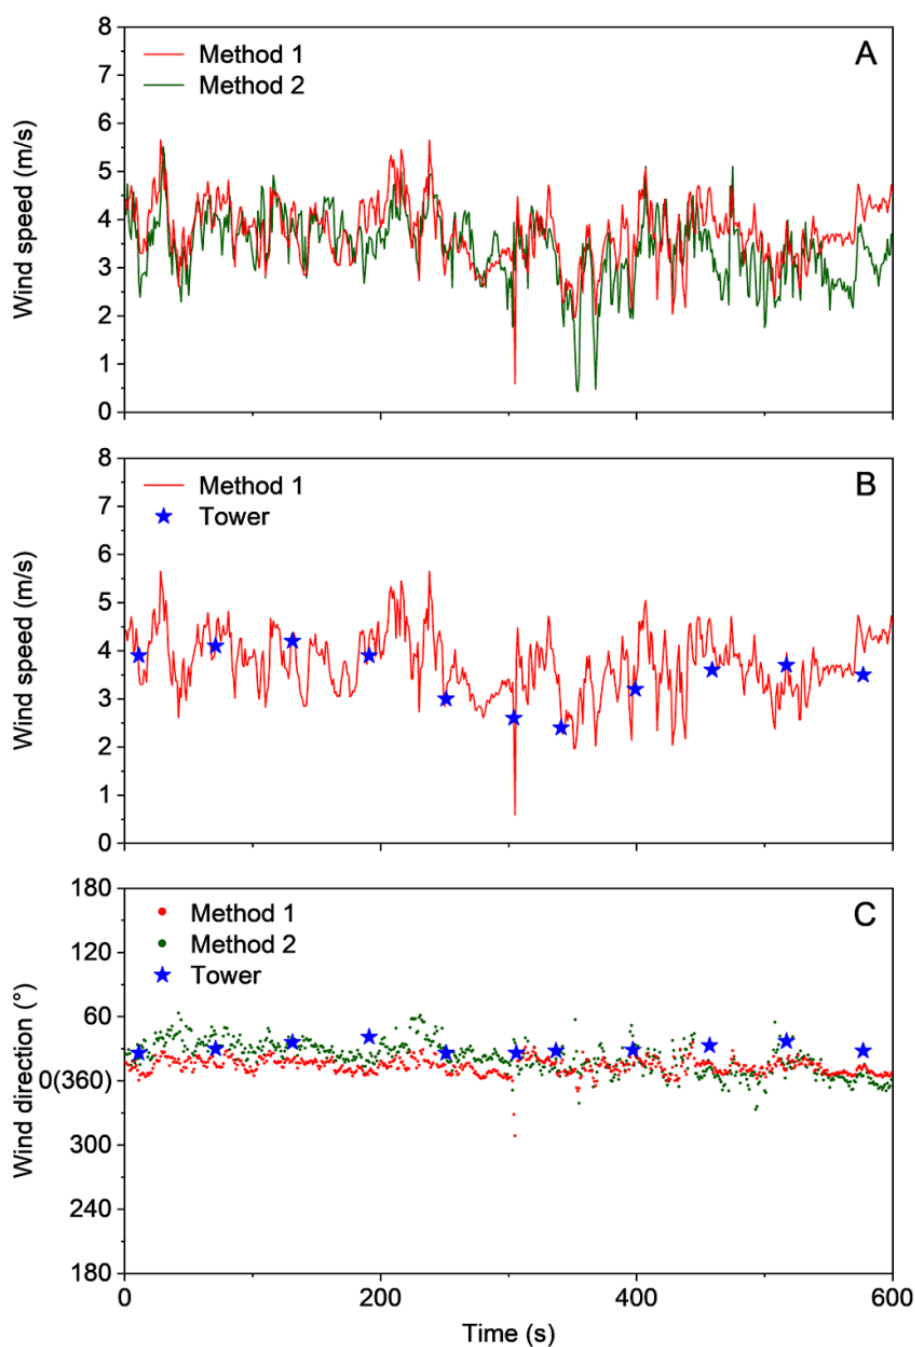 8
Method 1
A
7
Method 2
6
5
4
3
2
1
0
Wind speed (m/s)
8
Method 1
B
7
Tower
6
5
4
3
2
1
0
Wind speed (m/s)
180
Method 1
C
Method 2
120
Tower
60
0(360)
300
240
180
Wind direction (°)
0
200
400
600
Time (s)